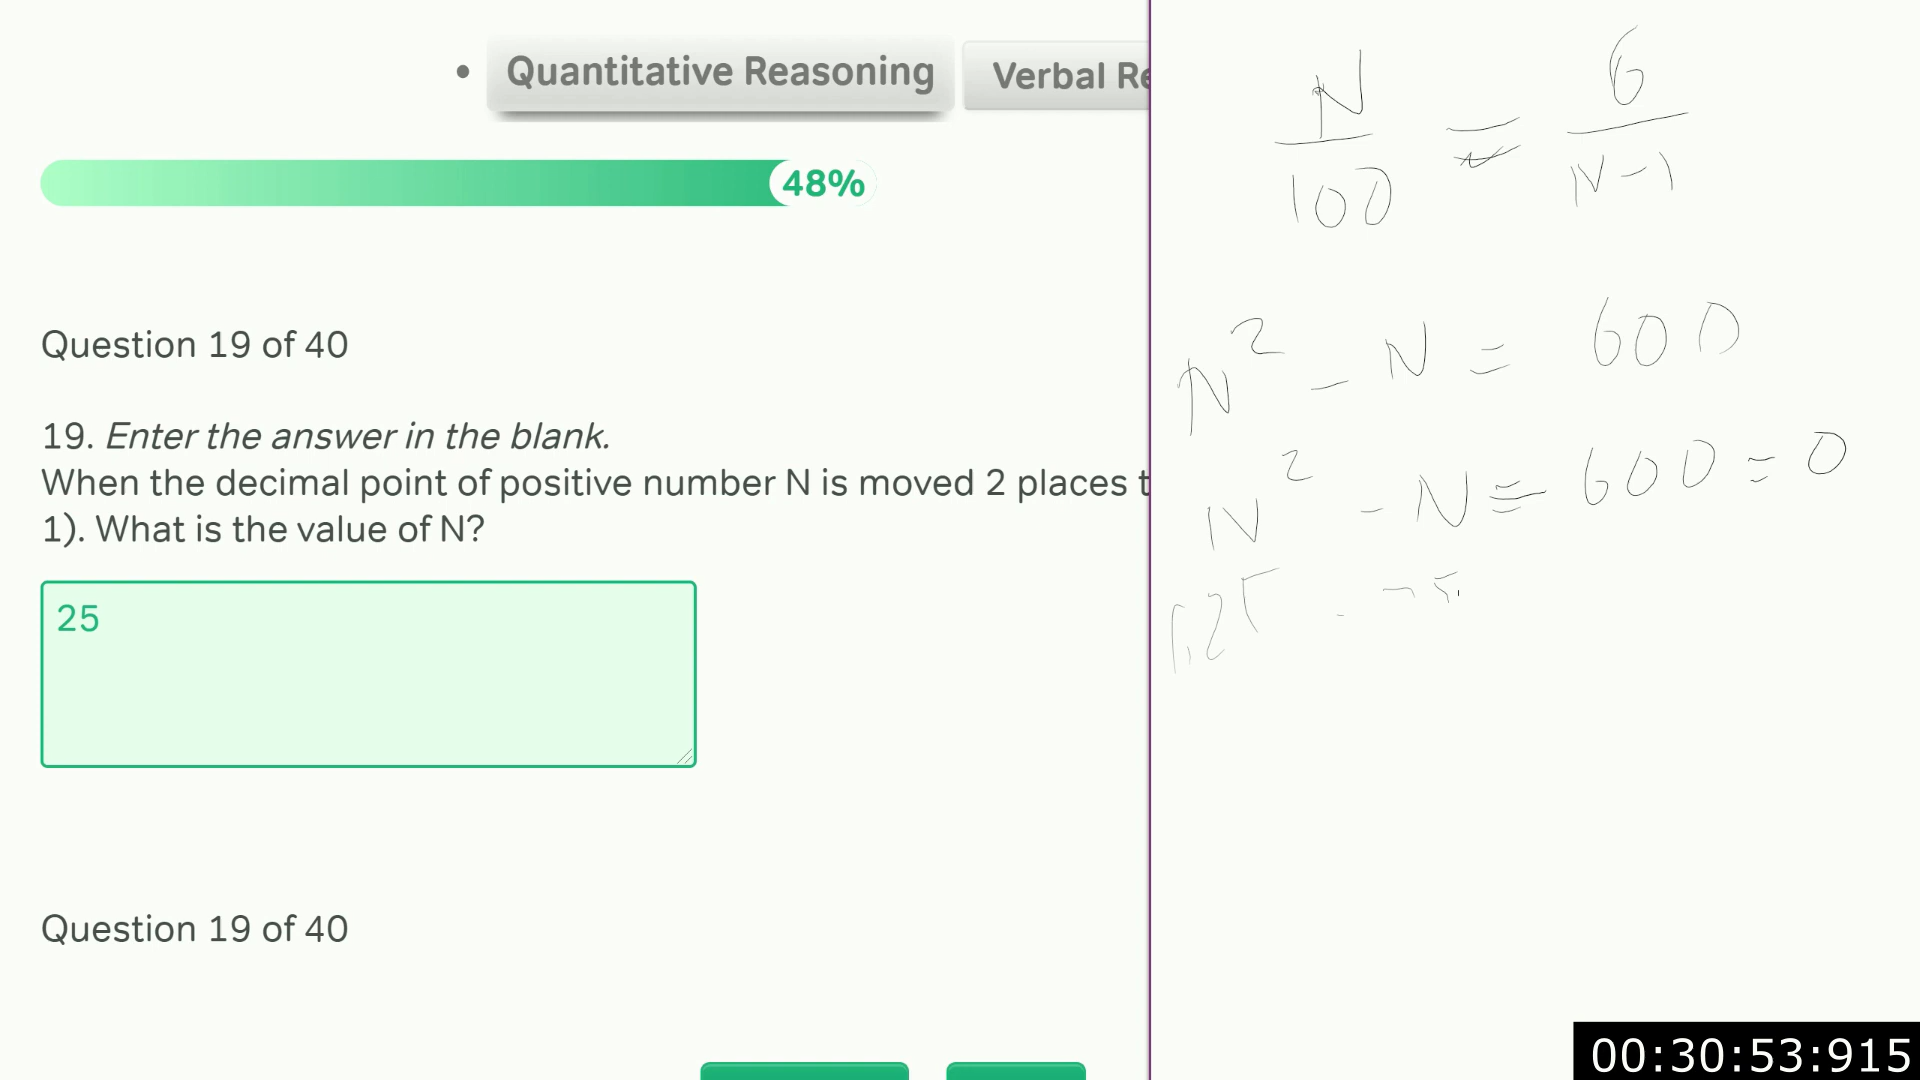 • Quantitative Reasoning Verbal Re
48%
Question 19 of 40
19. Enter the answer in the blank.
When the decimal point of positive number N is moved 2 places t
1). What is the value of N?
25
Question 19 of 40
N/100 = 6/N-1
N² - N = 600
N² - N = 600 = 0
00:30:53:915